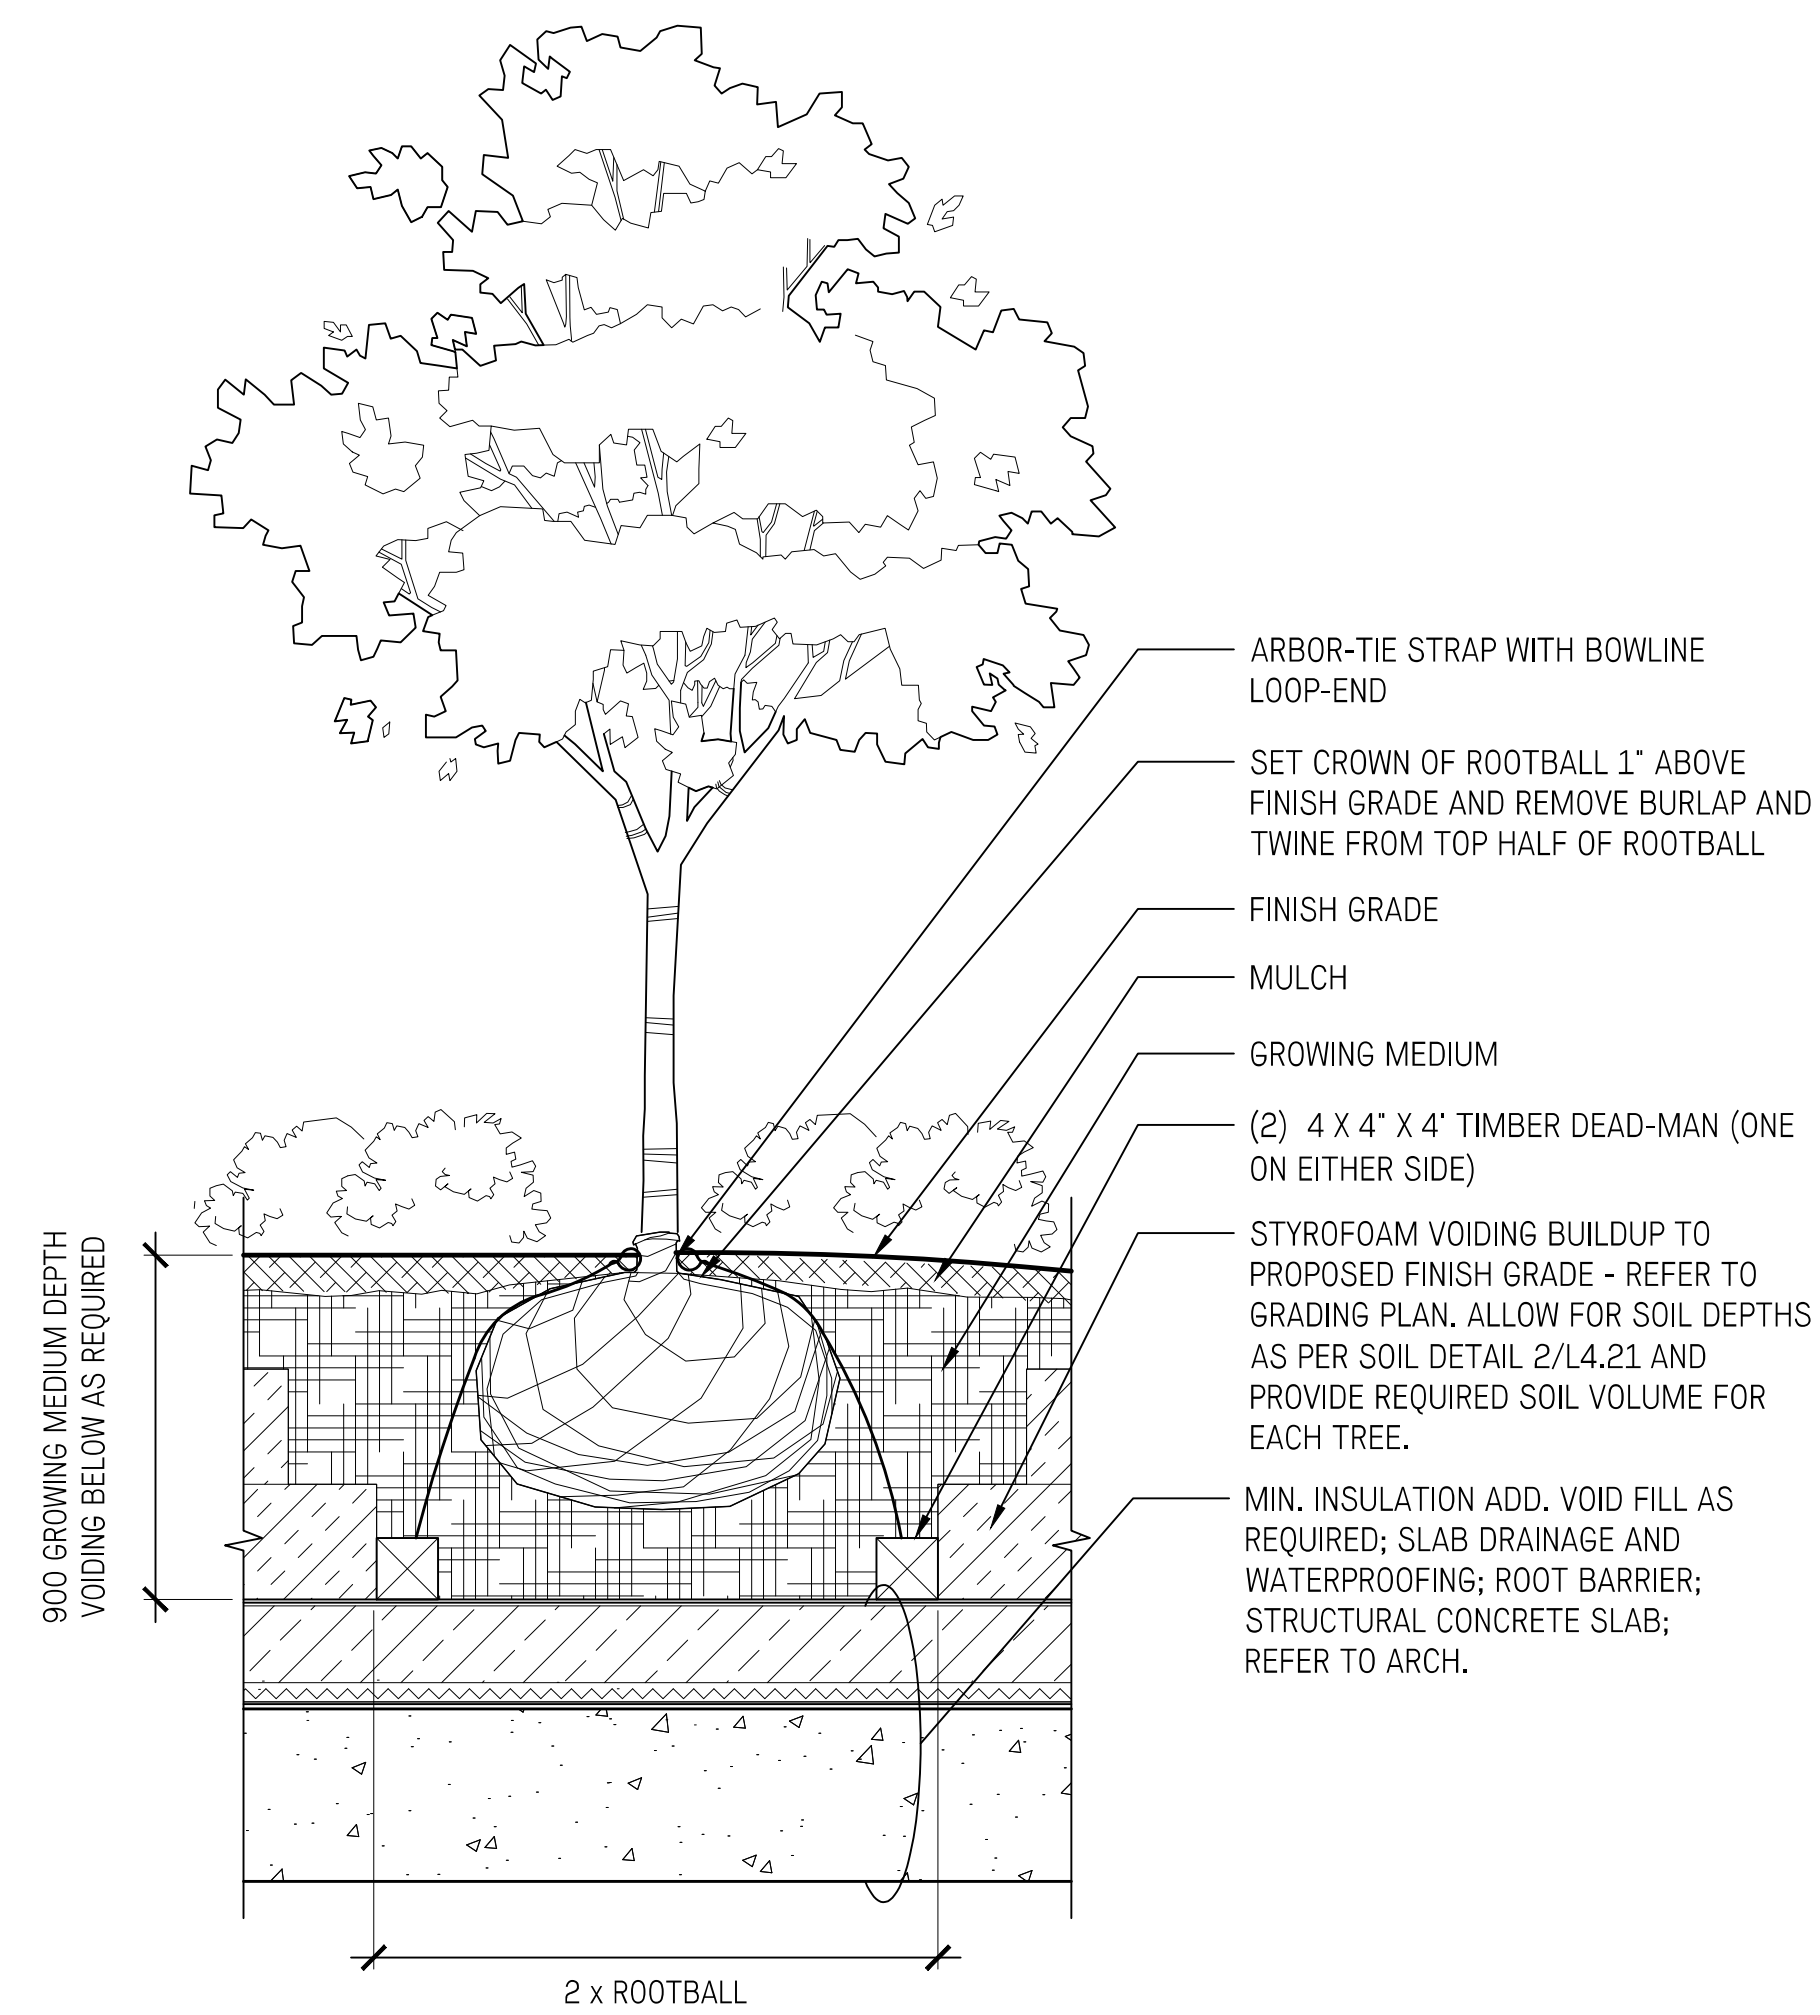 ARBOR-TIE STRAP WITH BOWLINE
LOOP-END
SET CROWN OF ROOTBALL 1" ABOVE
FINISH GRADE AND REMOVE BURLAP AND
TWINE FROM TOP HALF OF ROOTBALL
FINISH GRADE
MULCH
GROWING MEDIUM
(2) 4 X 4" X 4' TIMBER DEAD-MAN (ONE
ON EITHER SIDE)
STYROFOAM VOIDING BUILDUP TO
PROPOSED FINISH GRADE - REFER TO
GRADING PLAN. ALLOW FOR SOIL DEPTHS
AS PER SOIL DETAIL 2/L4.21 AND
PROVIDE REQUIRED SOIL VOLUME FOR
EACH TREE.
MIN. INSULATION ADD. VOID FILL AS
REQUIRED; SLAB DRAINAGE AND
WATERPROOFING; ROOT BARRIER;
STRUCTURAL CONCRETE SLAB;
REFER TO ARCH.
900 GROWING MEDIUM DEPTH
VOIDING BELOW AS REQUIRED
2 x ROOTBALL